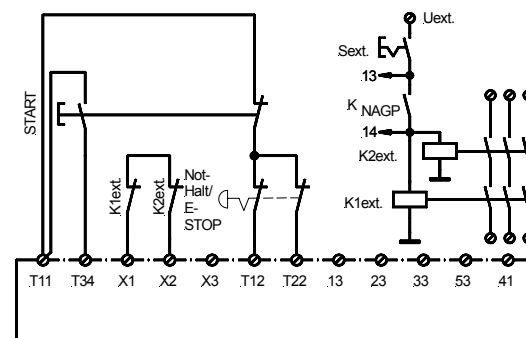 Uext.
Sext.
.13
K NAGP
.14
K2ext.
K1ext.
START
K1ext.
K2ext.
Not-
Halt/
E-
STOP
.T11 .T34 X1 X2 X3 .T12 .T22 .13 .23 .33 .53 .41